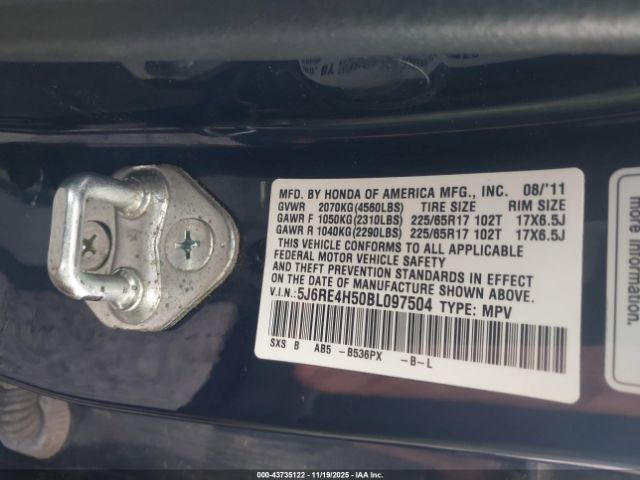 MFD. BY HONDA OF AMERICA MFG., INC. 08/'11
GVWR 2070KG(4560LBS) TIRE SIZE RIM SIZE
GAWR F 1050KG(2310LBS) 225/65R17 102T 17X6.5J
GAWR R 1040KG(2290LBS) 225/65R17 102T 17X6.5J
THIS VEHICLE CONFORMS TO ALL APPLICABLE
FEDERAL MOTOR VEHICLE SAFETY
AND THEFT PREVENTION STANDARDS IN EFFECT
ON THE DATE OF MANUFACTURE SHOWN ABOVE.
V.I.N.: 5J6RE4H50BL097504 TYPE: MPV
SXS B AB5 -B536PX -B-L
more information.
000-43735122 - 11/19/2025 - IAA Inc.